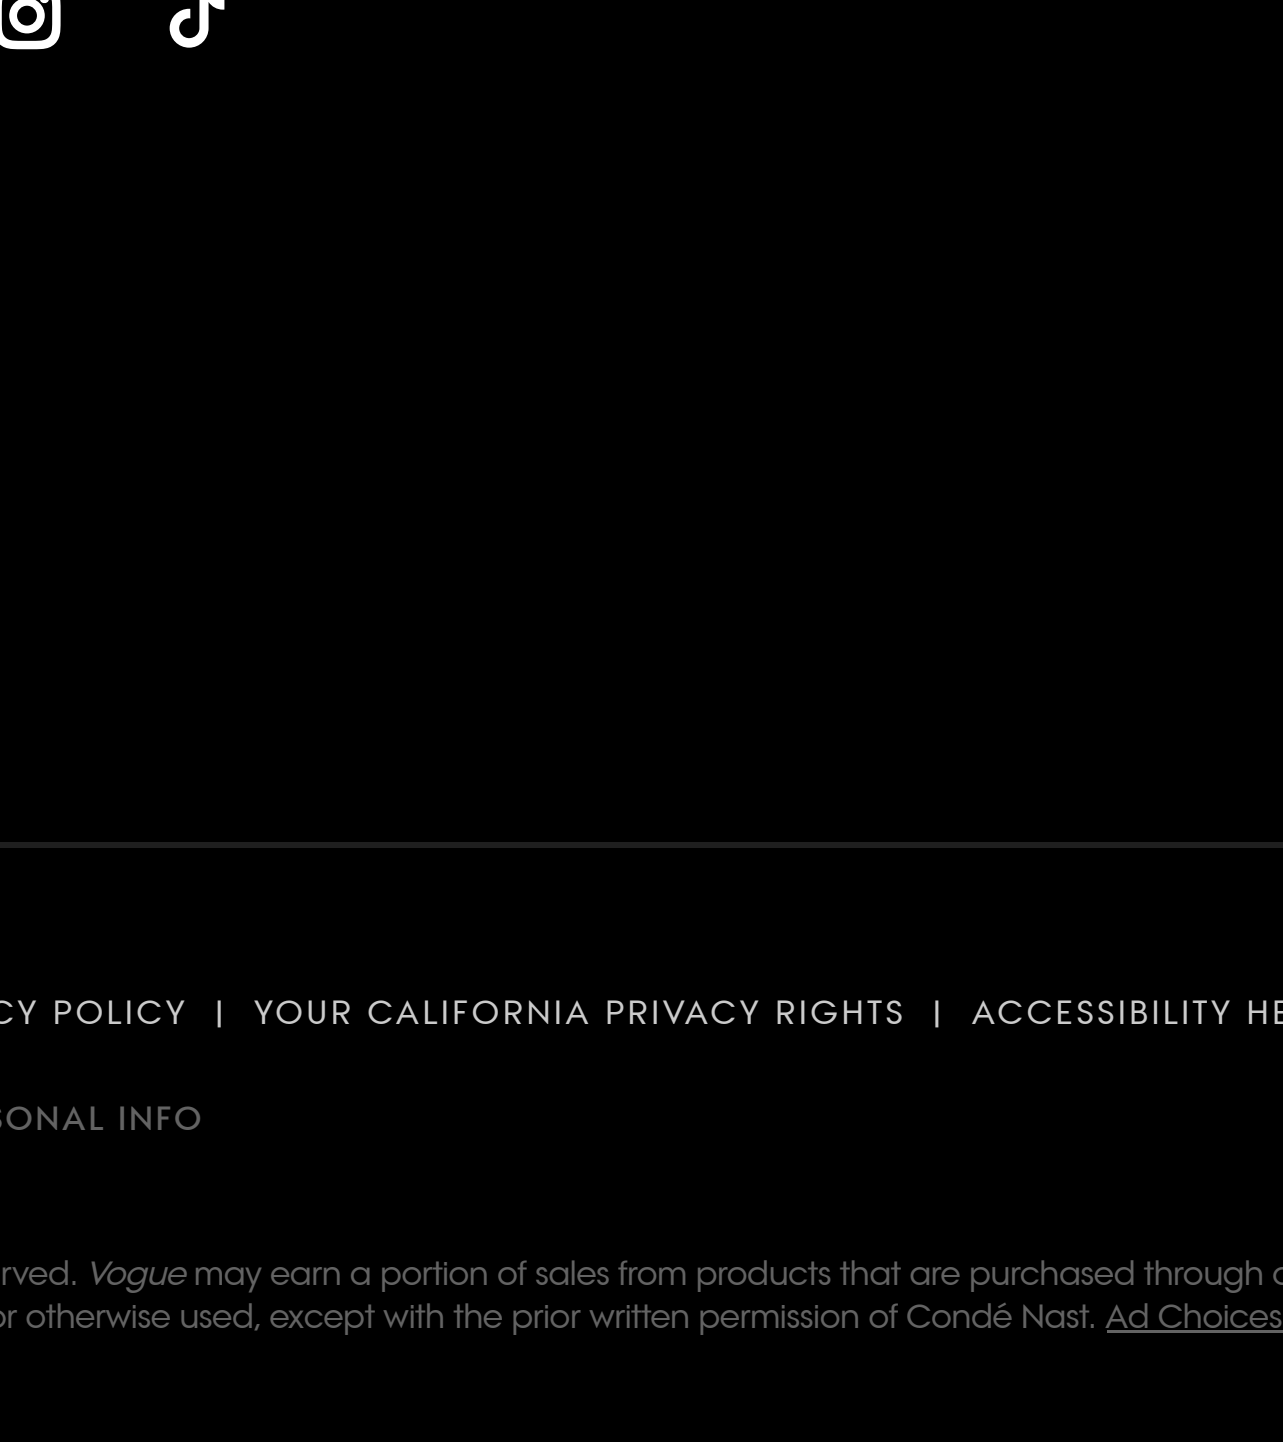 CY POLICY | YOUR CALIFORNIA PRIVACY RIGHTS | ACCESSIBILITY HE
SONAL INFO
rved. Vogue may earn a portion of sales from products that are purchased through
or otherwise used, except with the prior written permission of Condé Nast. Ad Choices